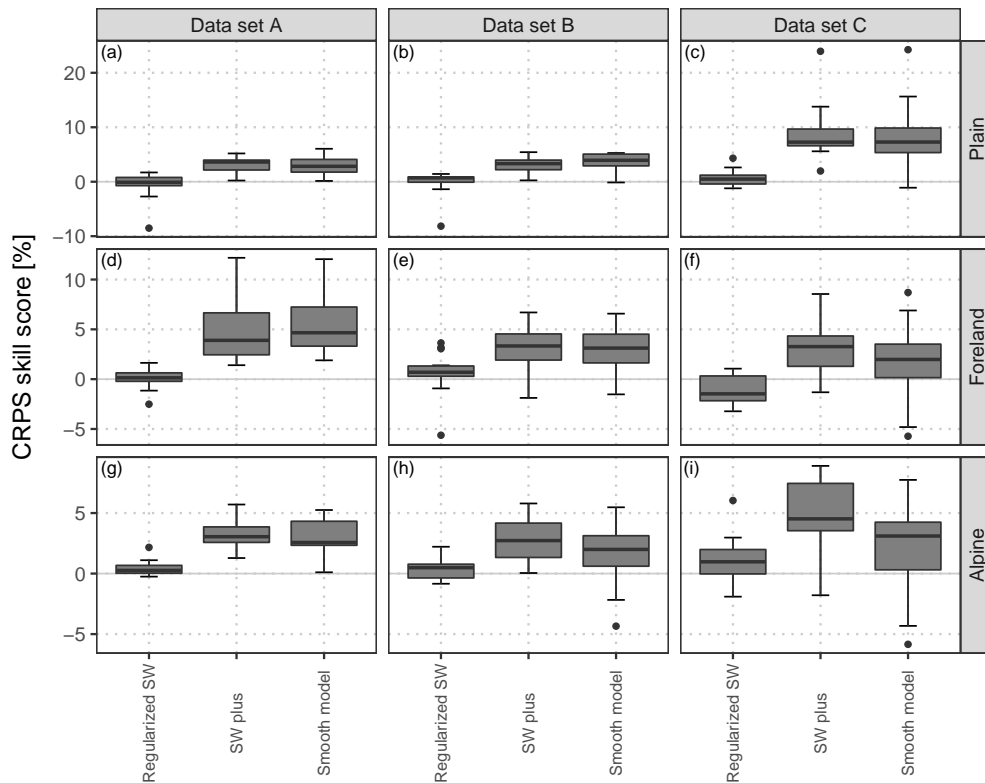 Data set A Data set B Data set C
(a) (b) (c)
20
10
0
−10
Plain
(d) (e) (f)
10
5
0
−5
Foreland
(g) (h) (i)
5
0
−5
Alpine
CRPS skill score [%]
Regularized SW SW plus Smooth model Regularized SW SW plus Smooth model Regularized SW SW plus Smooth model